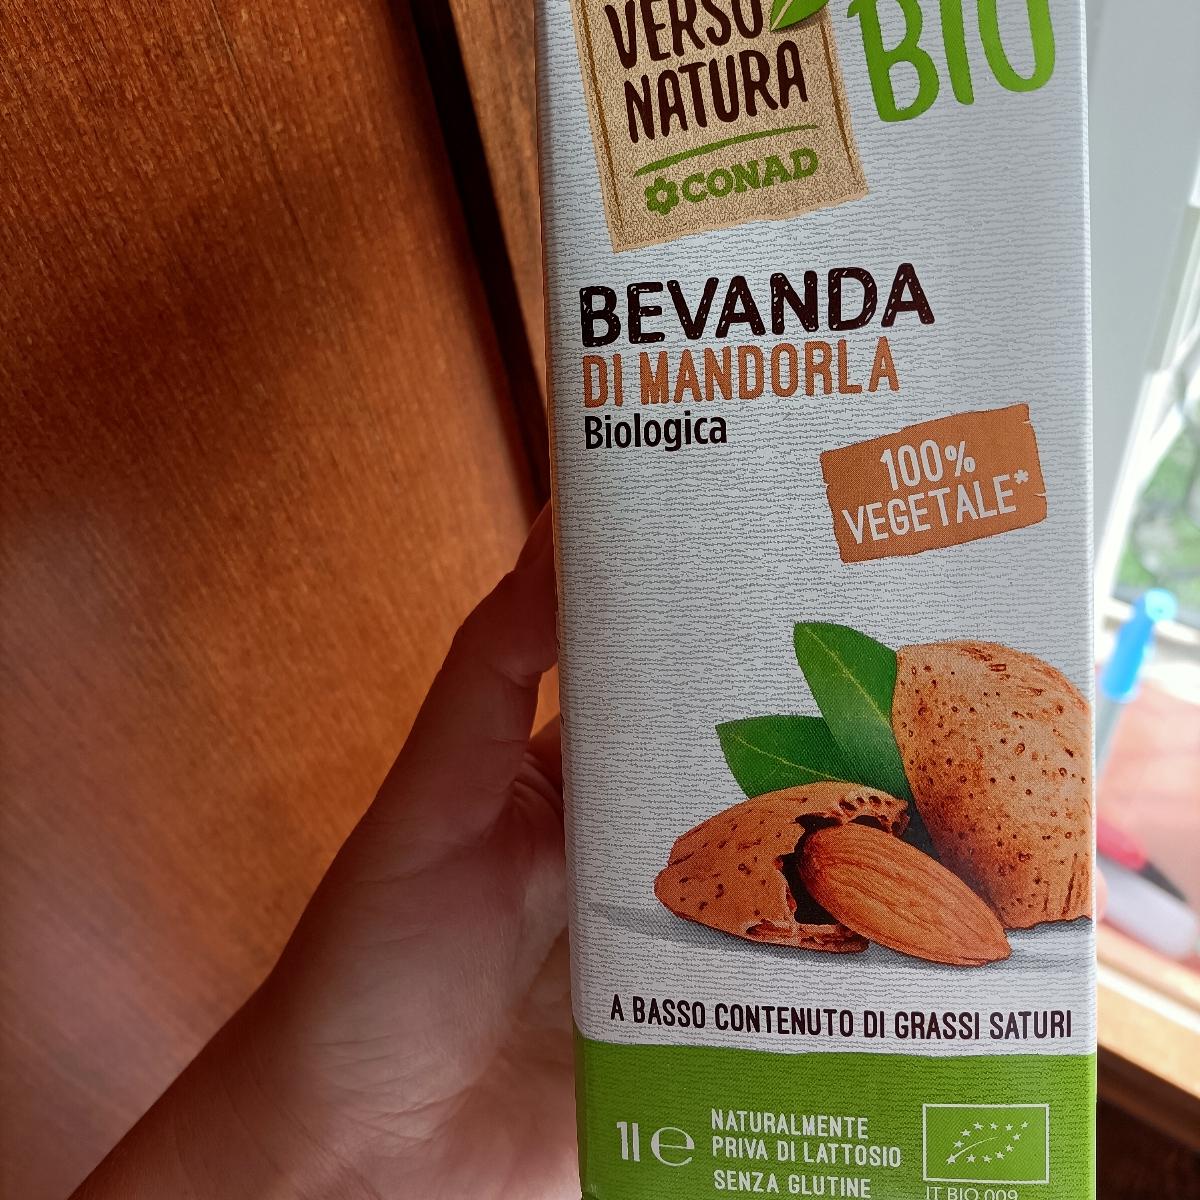 VERSO
NATURA
CONAD
BIO
BEVANDA
DI MANDORLA
Biologica
100%
VEGETALE*
A BASSO CONTENUTO DI GRASSI SATURI
1l e
NATURALMENTE
PRIVA DI LATTOSIO
SENZA GLUTINE
IT BIO 009